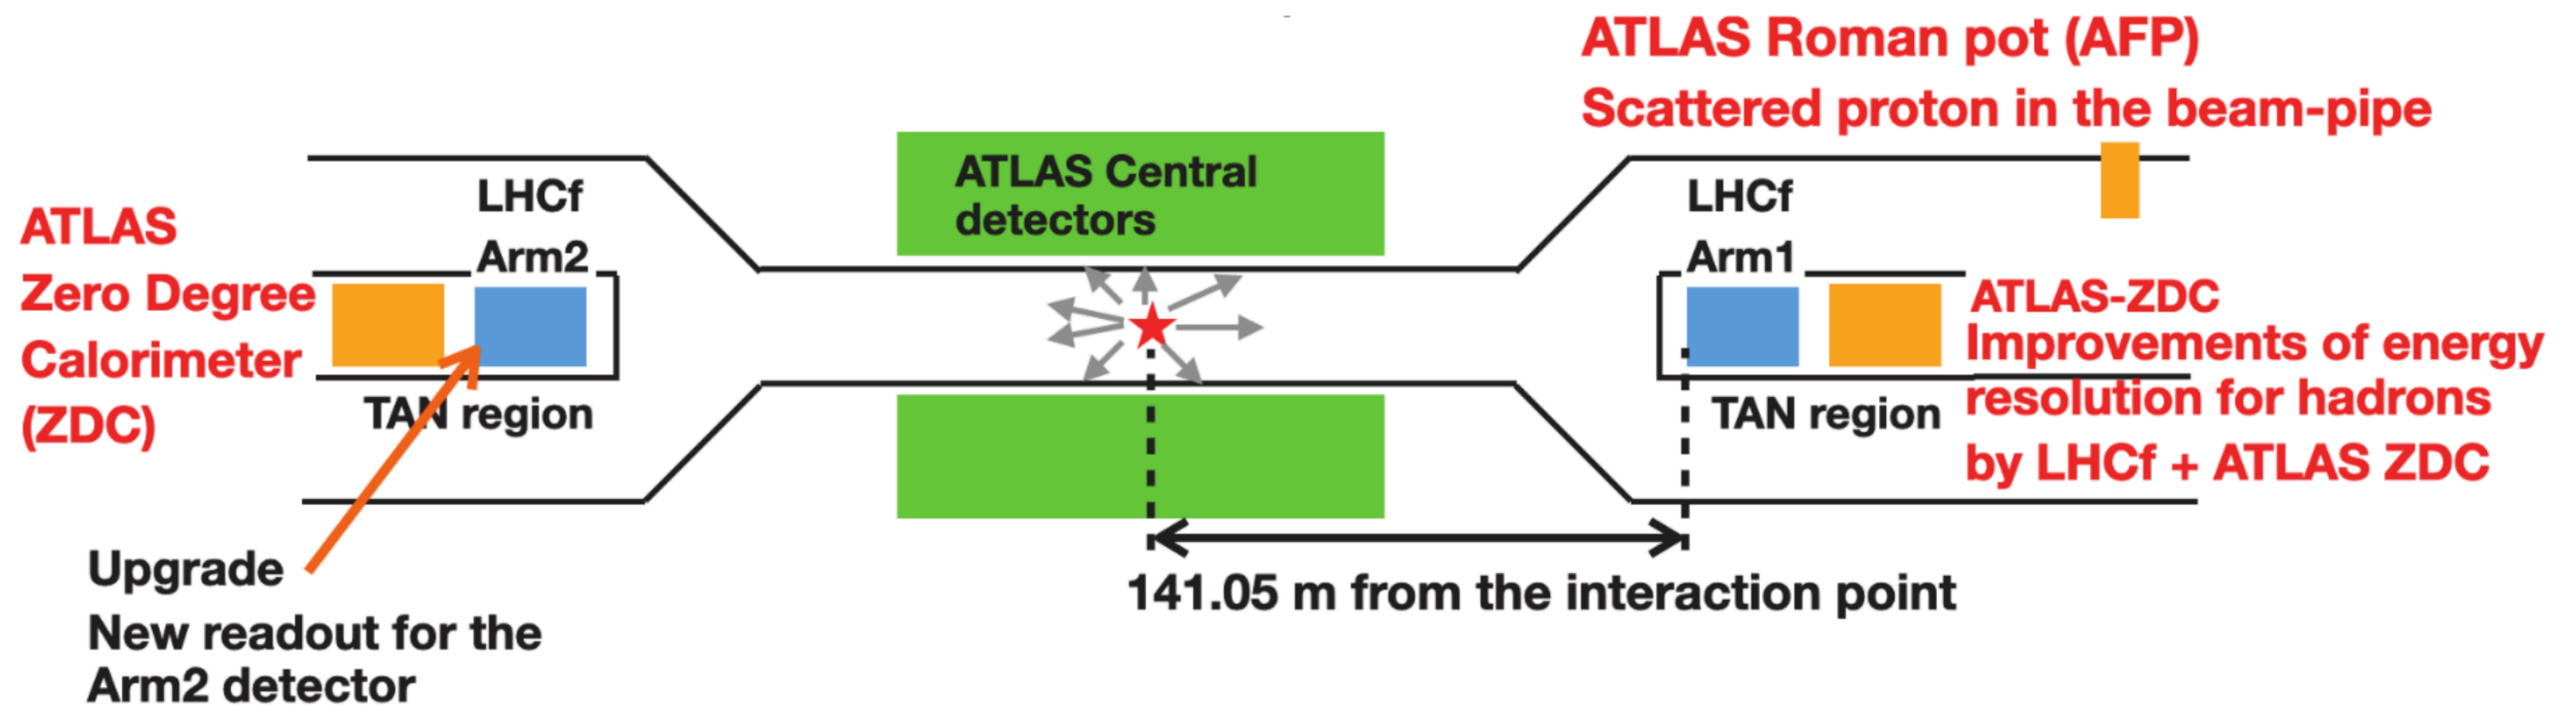 ATLAS
Zero Degree
Calorimeter
(ZDC)
LHCf
Arm2
TAN region
Upgrade
New readout for the
Arm2 detector
ATLAS Central
detectors
141.05 m from the interaction point
ATLAS Roman pot (AFP)
Scattered proton in the beam-pipe
LHCf
Arm1
TAN region
ATLAS-ZDC
Improvements of energy
resolution for hadrons
by LHCf + ATLAS ZDC